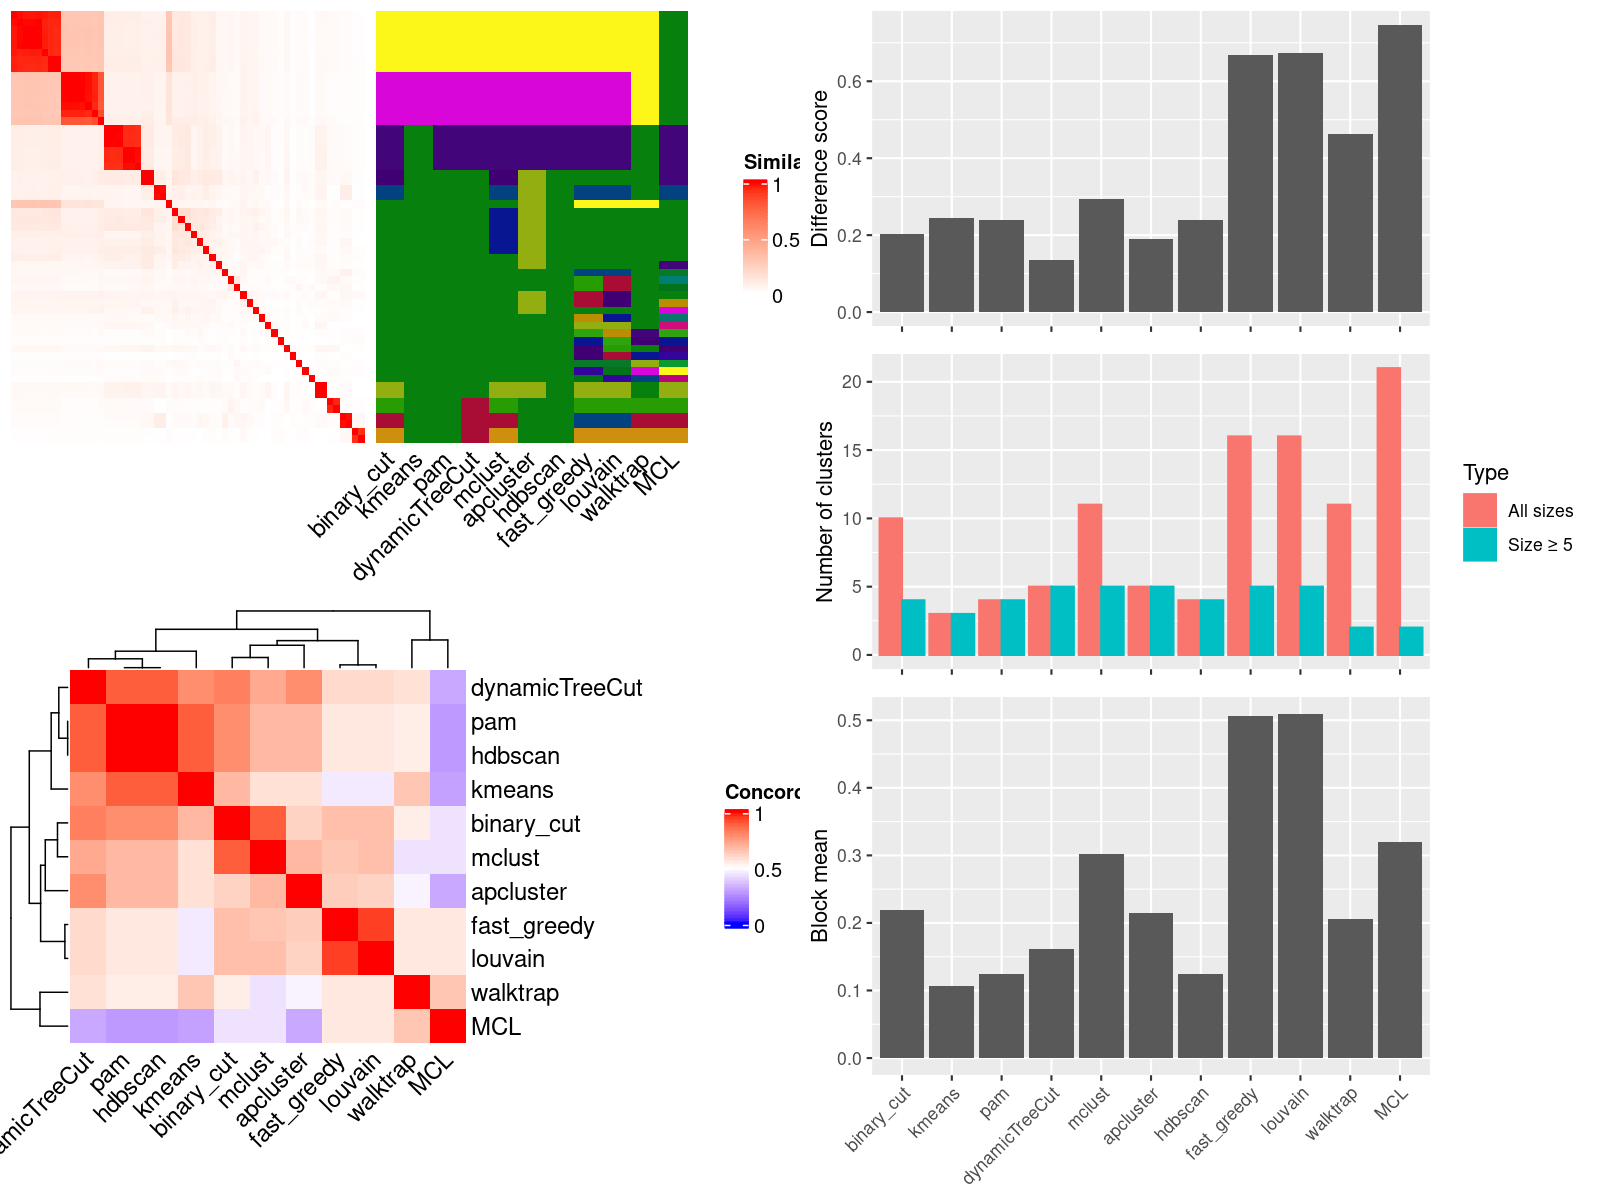 Simila
1
0.5
0
binary_cut
kmeans
pam
dynamicTreeCut
mclust
apcluster
hdbscan
fast_greedy
louvain
walktrap
MCL
dynamicTreeCut
pam
hdbscan
kmeans
binary_cut
mclust
apcluster
fast_greedy
louvain
walktrap
MCL
Concord
1
0.5
0
amicTreeCut
pam
hdbscan
kmeans
binary_cut
mclust
apcluster
fast_greedy
louvain
walktrap
MCL
Difference score
0.6
0.4
0.2
0.0
Number of clusters
20
15
10
5
0
Type
All sizes
Size ≥ 5
Block mean
0.5
0.4
0.3
0.2
0.1
0.0
binary_cut
kmeans
pam
dynamicTreeCut
mclust
apcluster
hdbscan
fast_greedy
louvain
walktrap
MCL